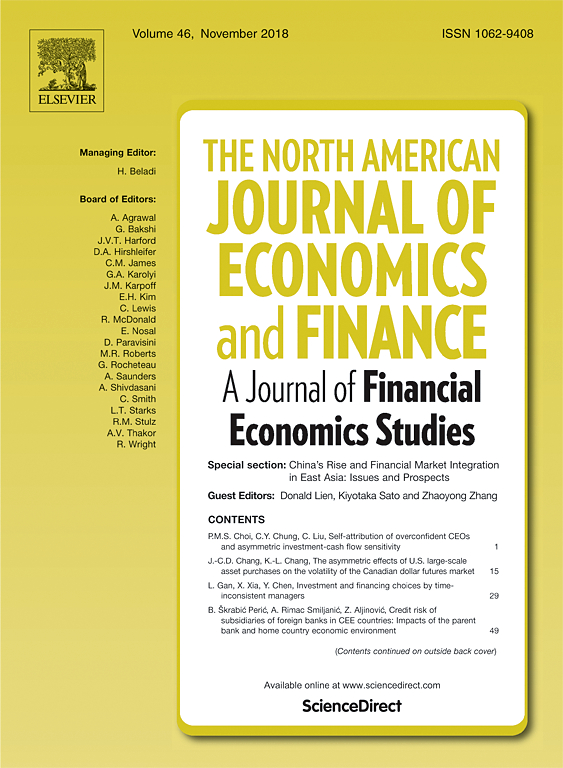 Volume 46, November 2018
ISSN 1062-9408
ELSEVIER
Managing Editor:
H. Beladi
Board of Editors:
A. Agrawal
G. Bakshi
J.V.T. Harford
D.A. Hirshleifer
C.M. James
G.A. Karolyi
J.M. Karpoff
E.H. Kim
C. Lewis
R. McDonald
E. Nosal
D. Paravisini
M.R. Roberts
G. Rocheteau
A. Saunders
A. Shivdasani
C. Smith
L.T. Starks
R.M. Stulz
A.V. Thakor
R. Wright
THE NORTH AMERICAN
JOURNAL OF
ECONOMICS
and FINANCE
A Journal of Financial
Economics Studies
Special section: China's Rise and Financial Market Integration
in East Asia: Issues and Prospects
Guest Editors: Donald Lien, Kiyotaka Sato and Zhaoyong Zhang
CONTENTS
P.M.S. Choi, C.Y. Chung, C. Liu, Self-attribution of overconfident CEOs
and asymmetric investment-cash flow sensitivity 1
J.-C.D. Chang, K.-L. Chang, The asymmetric effects of U.S. large-scale
asset purchases on the volatility of the Canadian dollar futures market 15
L. Gan, X. Xia, Y. Chen, Investment and financing choices by time-
inconsistent managers 29
B. Škrabić Perić, A. Rimac Smiljanić, Z. Aljinović, Credit risk of
subsidiaries of foreign banks in CEE countries: Impacts of the parent
bank and home country economic environment 49
(Contents continued on outside back cover)
Available online at www.sciencedirect.com
ScienceDirect